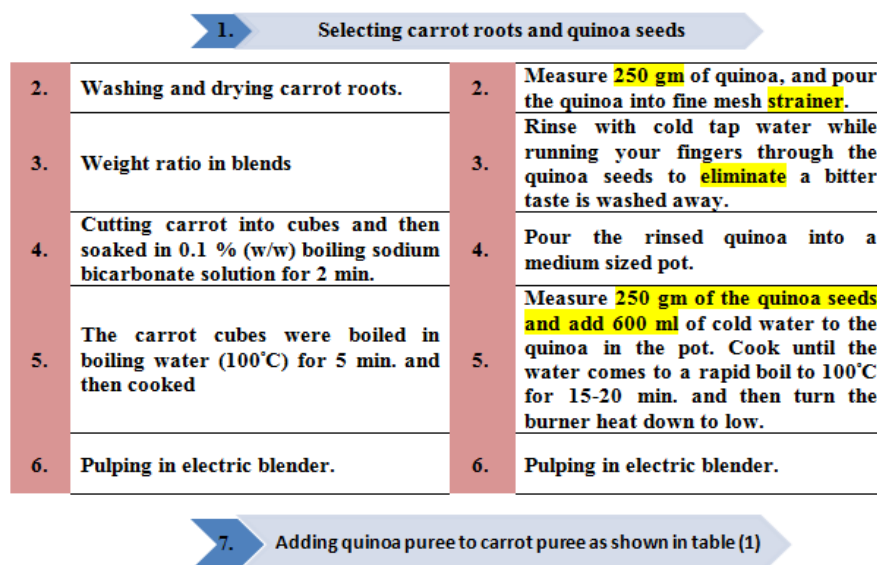 1. Selecting carrot roots and quinoa seeds
2. Washing and drying carrot roots.
2. Measure 250 gm of quinoa, and pour
the quinoa into fine mesh strainer.
3. Weight ratio in blends
3. Rinse with cold tap water while
running your fingers through the
quinoa seeds to eliminate a bitter
taste is washed away.
4. Cutting carrot into cubes and then
soaked in 0.1 % (w/w) boiling sodium
bicarbonate solution for 2 min.
4. Pour the rinsed quinoa into a
medium sized pot.
5. The carrot cubes were boiled in
boiling water (100°C) for 5 min. and
then cooked
5. Measure 250 gm of the quinoa seeds
and add 600 ml of cold water to the
quinoa in the pot. Cook until the
water comes to a rapid boil to 100°C
for 15-20 min. and then turn the
burner heat down to low.
6. Pulping in electric blender.
6. Pulping in electric blender.
7. Adding quinoa puree to carrot puree as shown in table (1)